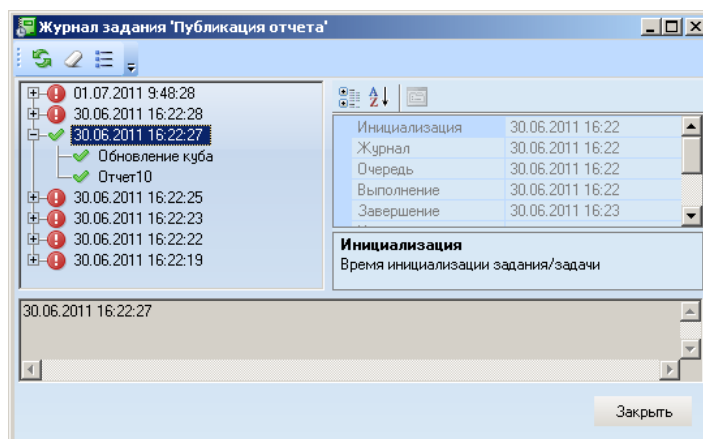 Журнал задания 'Публикация отчета'
01.07.2011 9:48:28
30.06.2011 16:22:28
30.06.2011 16:22:27
Обновление куба
Отчет10
30.06.2011 16:22:25
30.06.2011 16:22:23
30.06.2011 16:22:22
30.06.2011 16:22:19
Инициализация 30.06.2011 16:22
Журнал 30.06.2011 16:22
Очередь 30.06.2011 16:22
Выполнение 30.06.2011 16:22
Завершение 30.06.2011 16:23
Инициализация
Время инициализации задания/задачи
30.06.2011 16:22:27
Закрыть